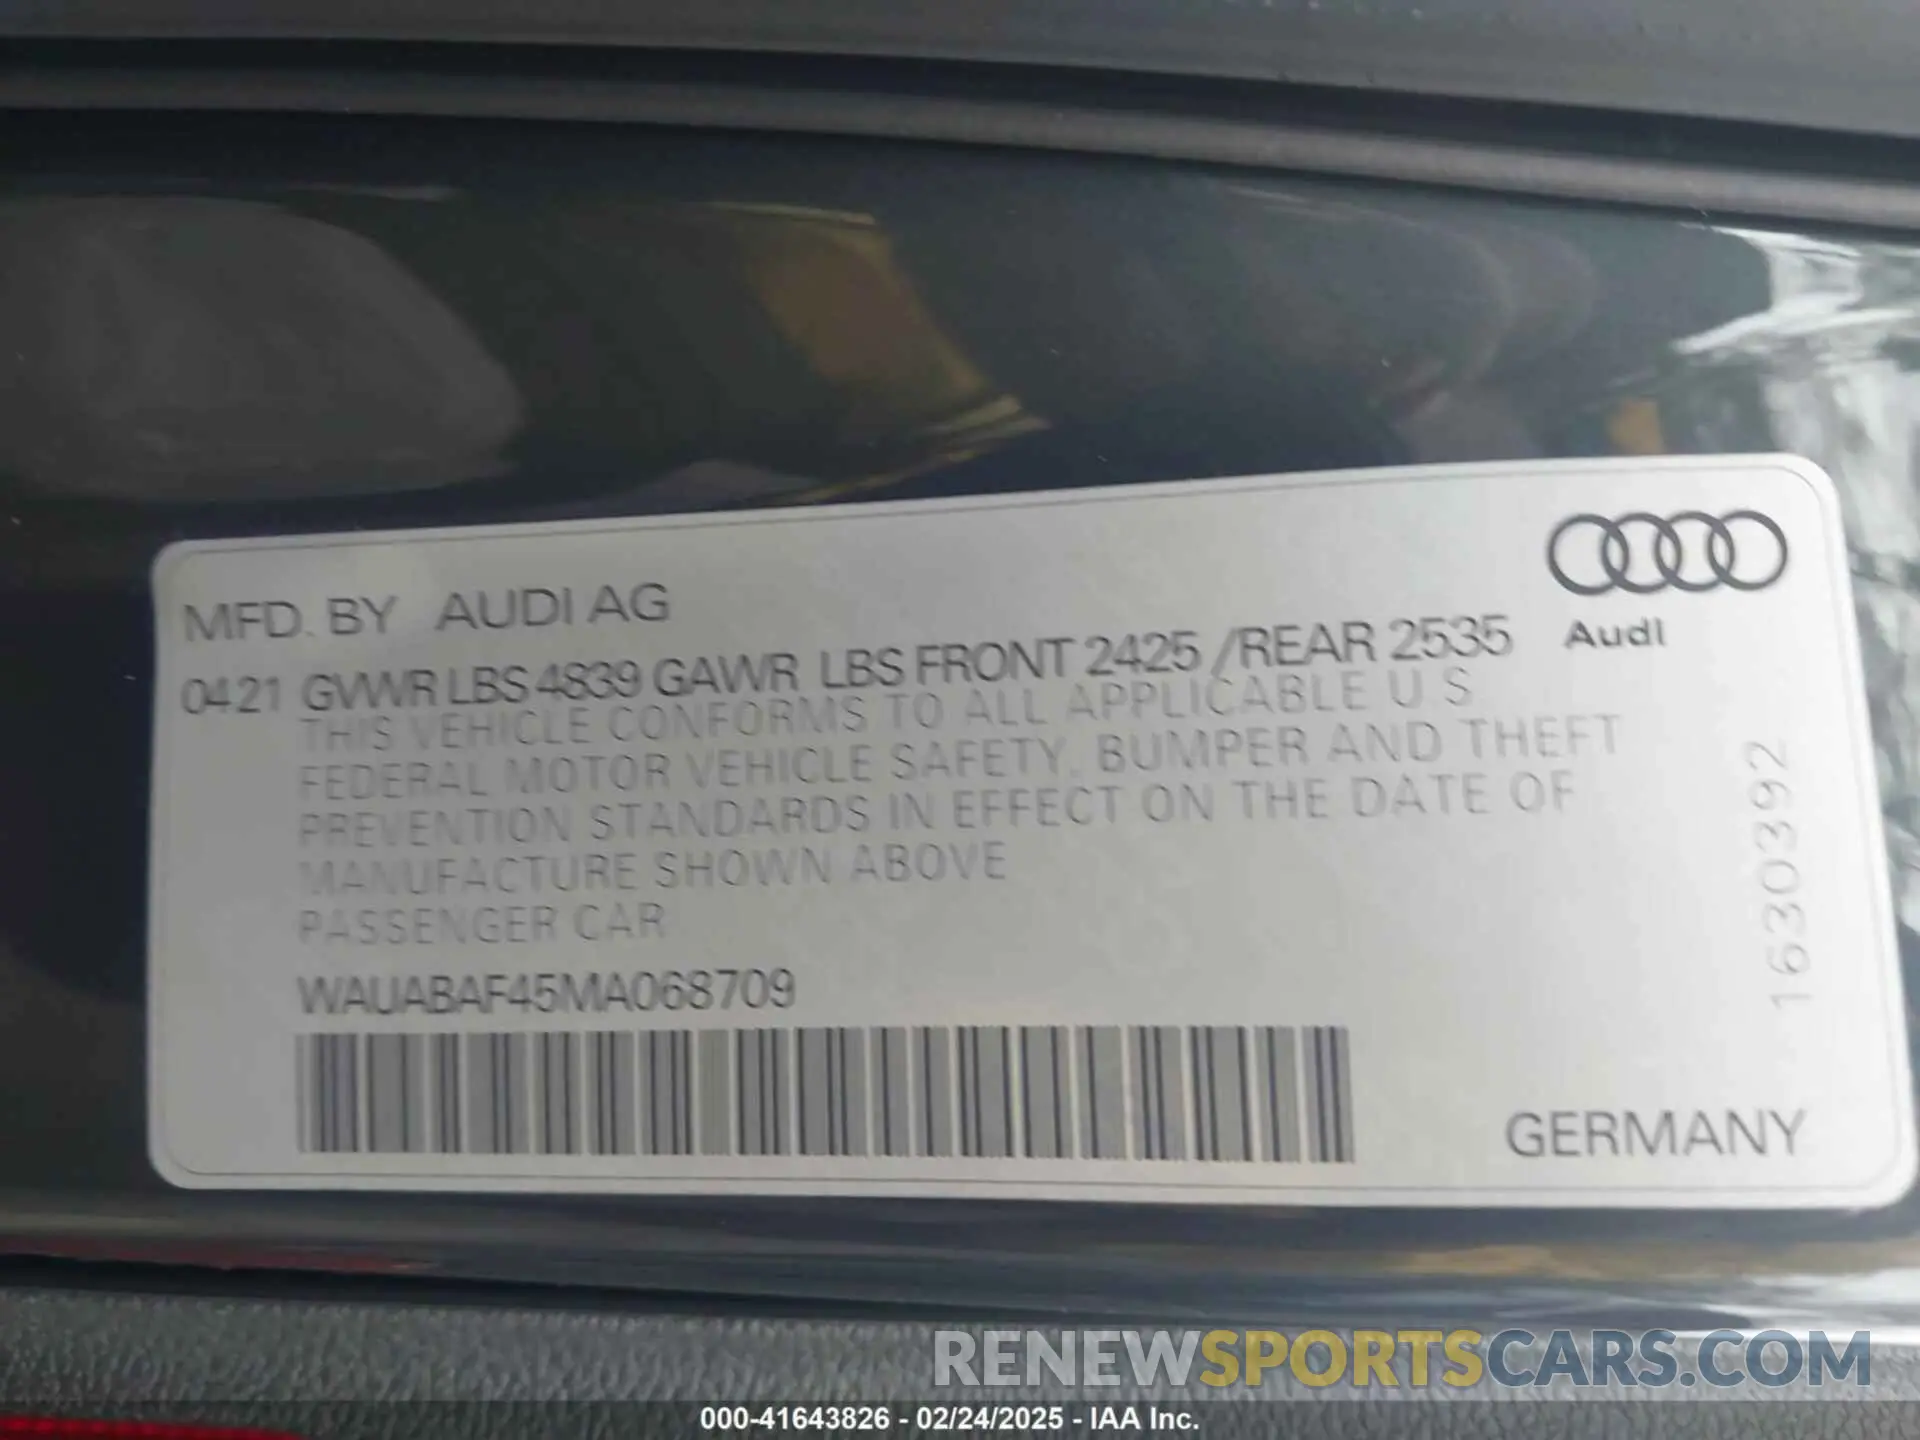 MFD. BY AUDI AG
0421 GVWR LBS 4839 GAWR LBS FRONT 2425 /REAR 2535
Audi
THIS VEHICLE CONFORMS TO ALL APPLICABLE U.S.
FEDERAL MOTOR VEHICLE SAFETY, BUMPER AND THEFT
PREVENTION STANDARDS IN EFFECT ON THE DATE OF
MANUFACTURE SHOWN ABOVE
PASSENGER CAR
WAUABAF45MA068709
1630392
GERMANY
RENEWSPORTSCARS.COM
000-41643826 - 02/24/2025 - IAA Inc.